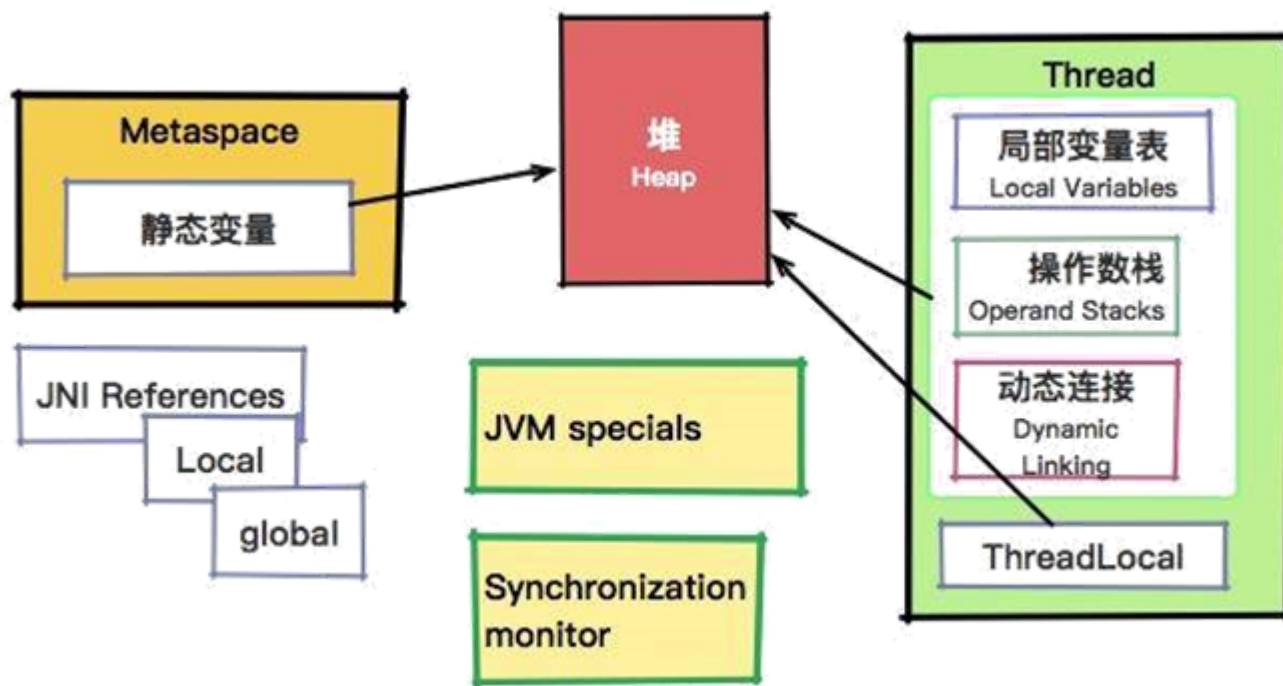 Metaspace
静态变量
JNI References
Local
global
堆
Heap
JVM specials
Synchronization
monitor
Thread
局部变量表
Local Variables
操作数栈
Operand Stacks
动态连接
Dynamic
Linking
ThreadLocal